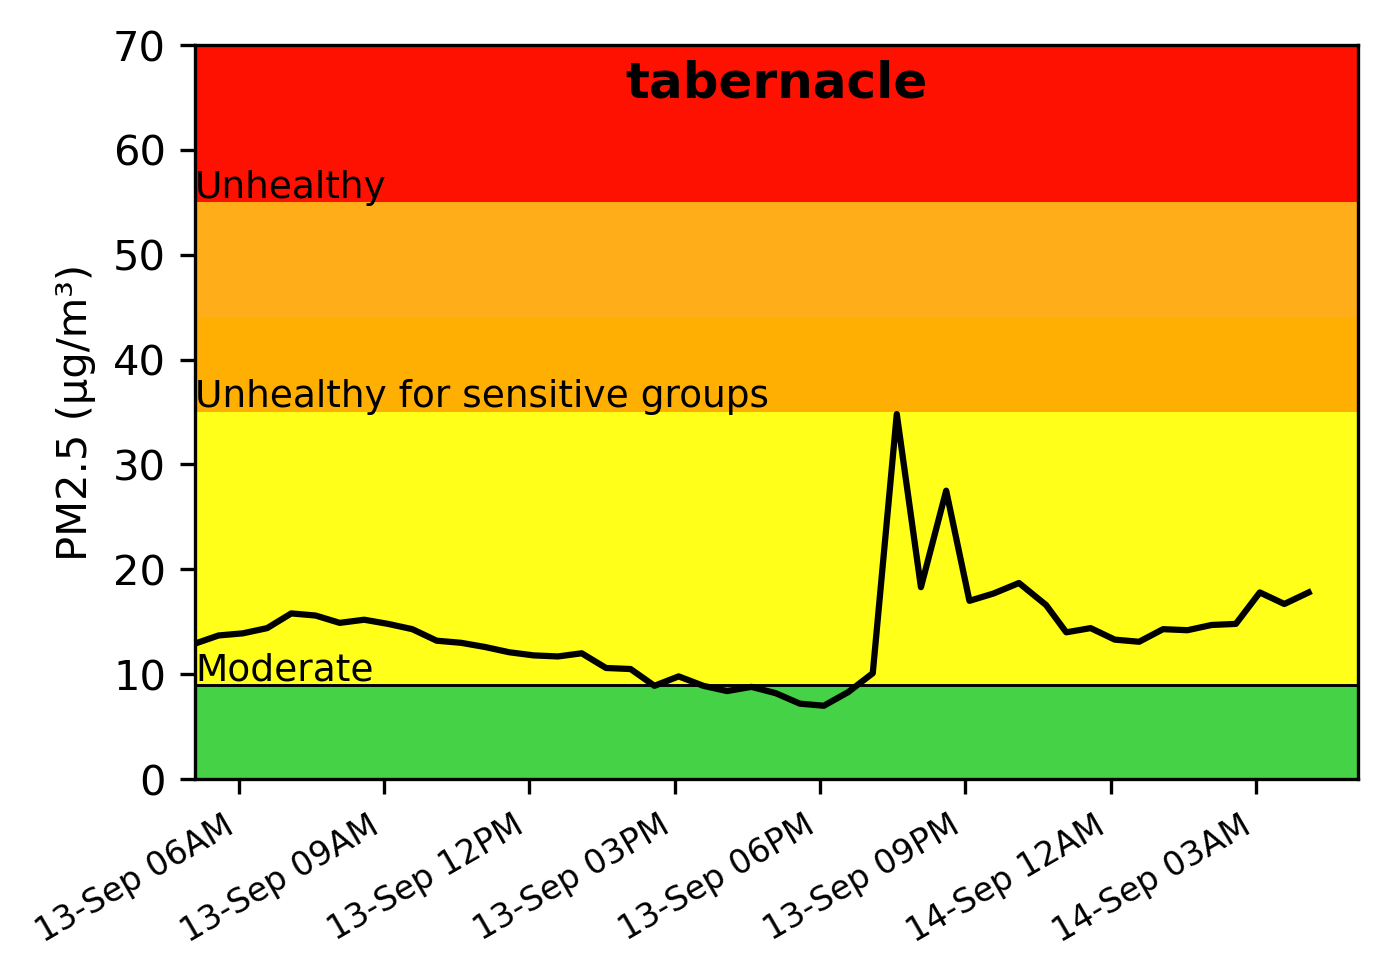 tabernacle
70
60
Unhealthy
50
40
Unhealthy for sensitive groups
30
20
Moderate
10
0
PM2.5 (µg/m³)
13-Sep 06AM
13-Sep 09AM
13-Sep 12PM
13-Sep 03PM
13-Sep 06PM
13-Sep 09PM
14-Sep 12AM
14-Sep 03AM